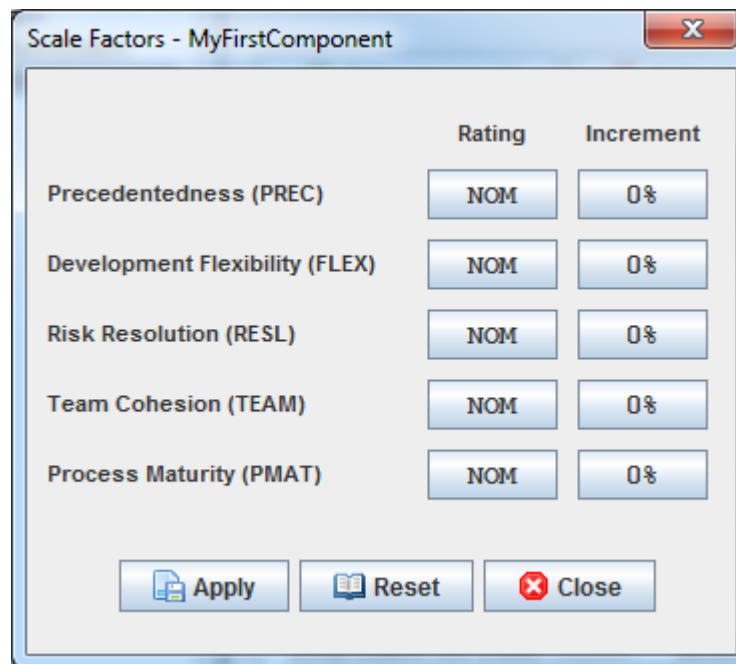 Scale Factors - MyFirstComponent
Rating Increment
Precedentedness (PREC) NOM 0%
Development Flexibility (FLEX) NOM 0%
Risk Resolution (RESL) NOM 0%
Team Cohesion (TEAM) NOM 0%
Process Maturity (PMAT) NOM 0%
Apply Reset Close